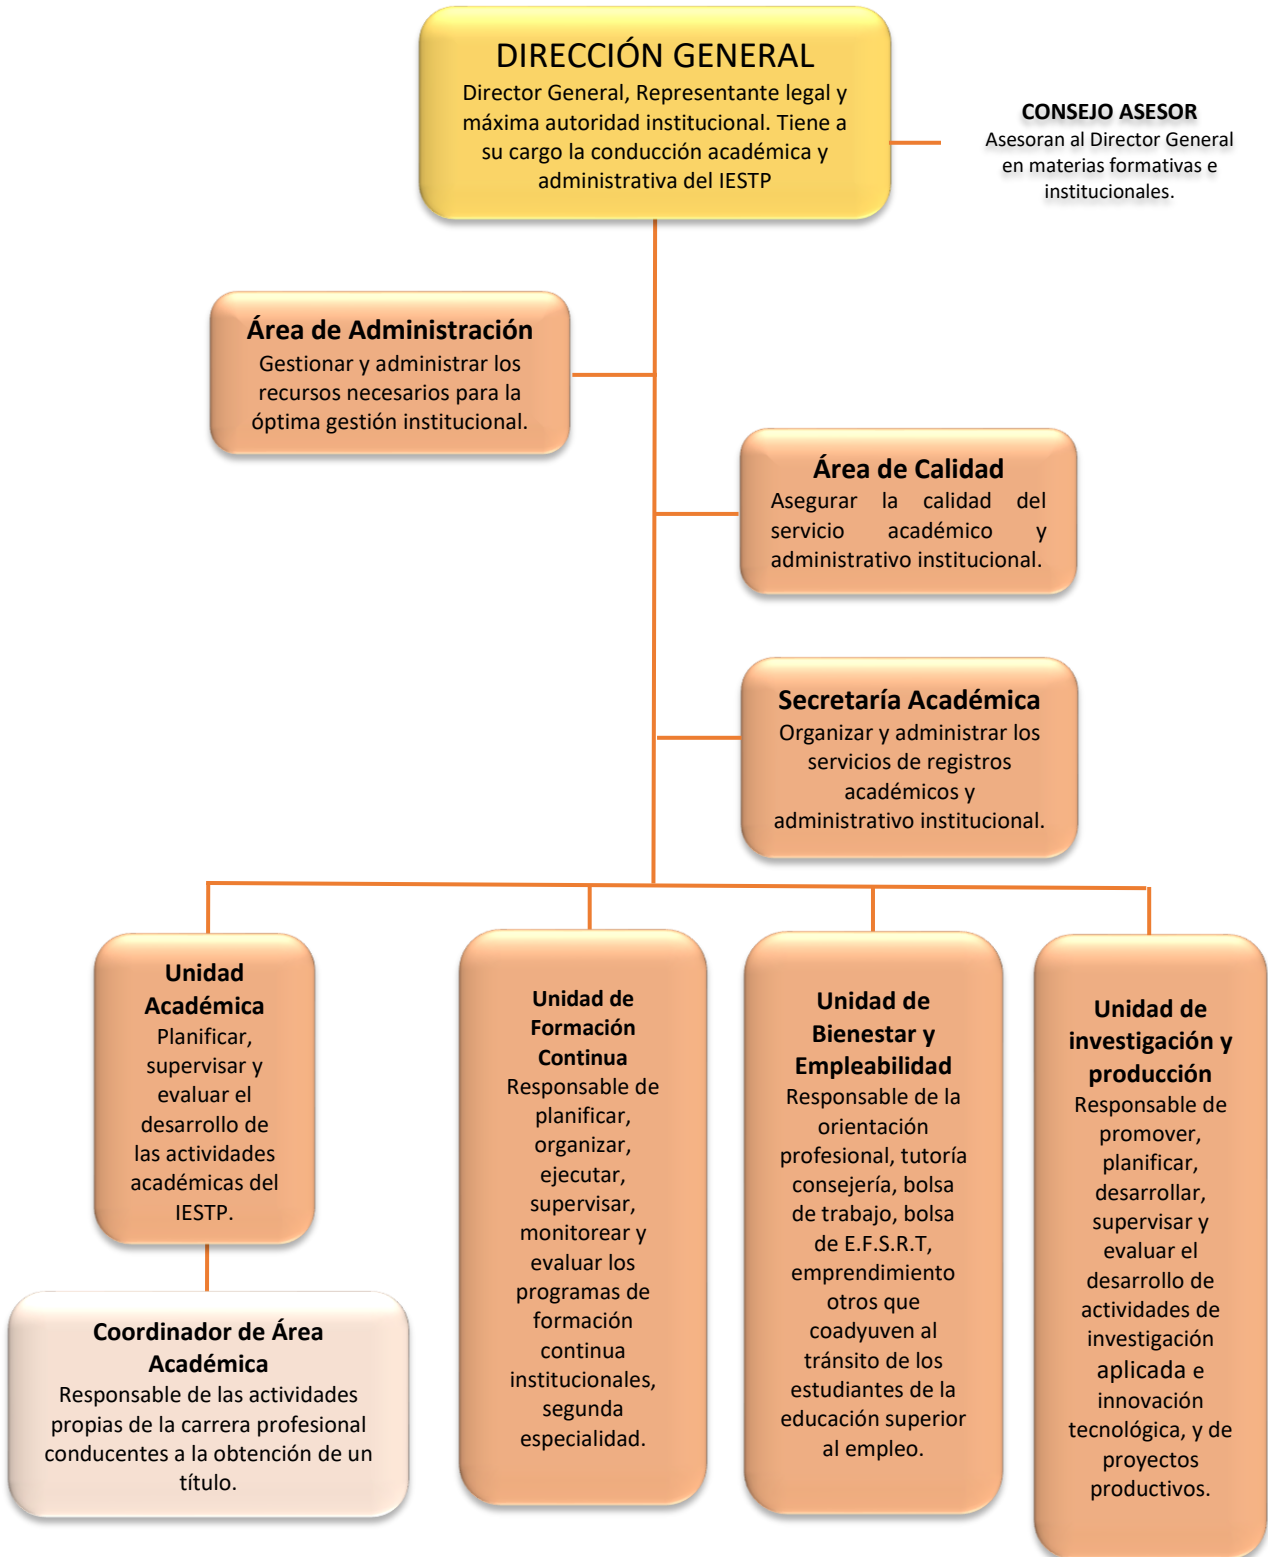 DIRECCIÓN GENERAL
Director General, Representante legal y
máxima autoridad institucional. Tiene a
su cargo la conducción académica y
administrativa del IESTP
CONSEJO ASESOR
Asesoran al Director General
en materias formativas e
institucionales.
Área de Administración
Gestionar y administrar los
recursos necesarios para la
óptima gestión institucional.
Área de Calidad
Asegurar la calidad del
servicio académico y
administrativo institucional.
Secretaría Académica
Organizar y administrar los
servicios de registros
académicos y
administrativo institucional.
Unidad
Académica
Planificar,
supervisar y
evaluar el
desarrollo de
las actividades
académicas del
IESTP.
Coordinador de Área
Académica
Responsable de las actividades
propias de la carrera profesional
conducentes a la obtención de un
título.
Unidad de
Formación
Continua
Responsable de
planificar,
organizar,
ejecutar,
supervisar,
monitorear y
evaluar los
programas de
formación
continua
institucionales,
segunda
especialidad.
Unidad de
Bienestar y
Empleabilidad
Responsable de la
orientación
profesional, tutoría
consejería, bolsa
de trabajo, bolsa
de E.F.S.R.T,
emprendimiento
otros que
coadyuven al
tránsito de los
estudiantes de la
educación superior
al empleo.
Unidad de
investigación y
producción
Responsable de
promover,
planificar,
desarrollar,
supervisar y
evaluar el
desarrollo de
actividades de
investigación
aplicada e
innovación
tecnológica, y de
proyectos
productivos.